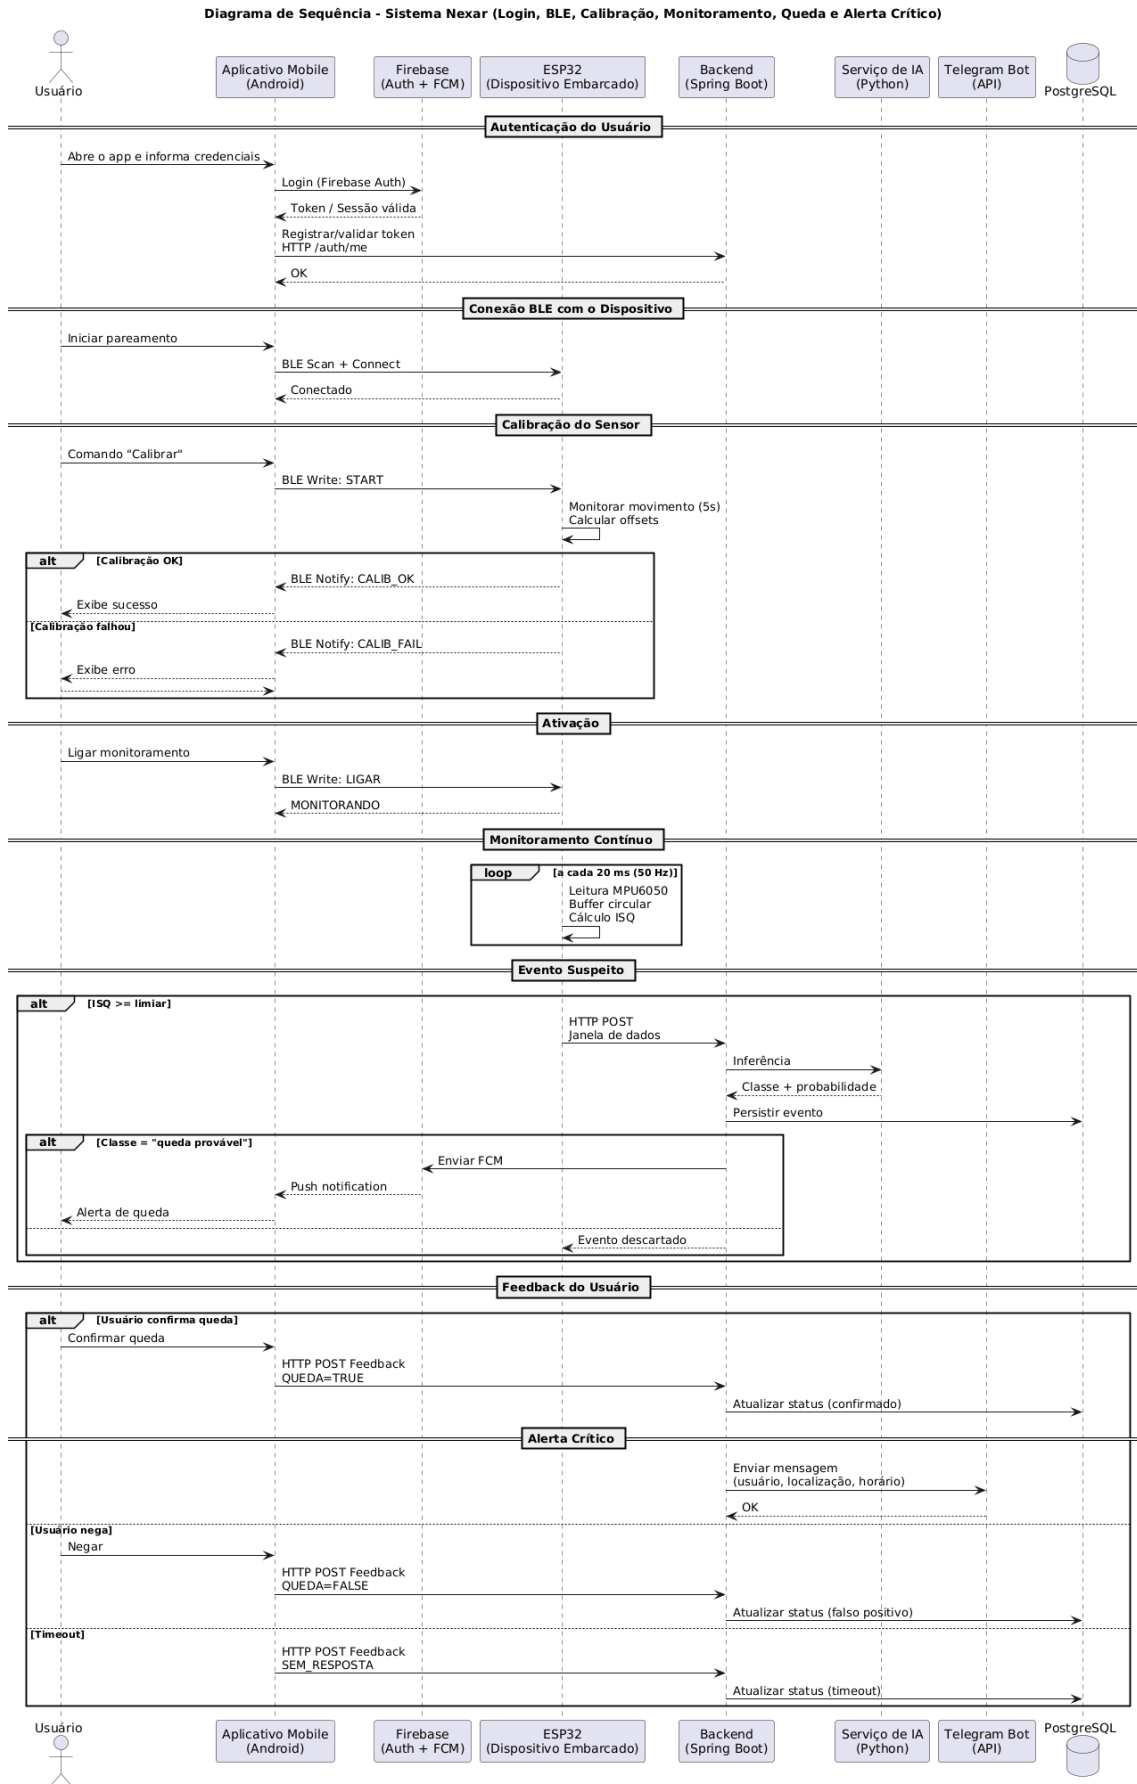 Diagrama de Sequência - Sistema Nexar (Login, BLE, Calibração, Monitoramento, Queda e Alerta Crítico)
Usuário
Aplicativo Mobile
(Android)
Firebase
(Auth + FCM)
ESP32
(Dispositivo Embarcado)
Backend
(Spring Boot)
Serviço de IA
(Python)
Telegram Bot
(API)
PostgreSQL
Autenticação do Usuário
Abre o app e informa credenciais
Login (Firebase Auth)
Token / Sessão válida
Registrar/validar token
HTTP /auth/me
OK
Conexão BLE com o Dispositivo
Iniciar pareamento
BLE Scan + Connect
Conectado
Calibração do Sensor
Comando "Calibrar"
BLE Write: START
Monitorar movimento (5s)
Calcular offsets
alt [Calibração OK]
BLE Notify: CALIB_OK
Exibe sucesso
[Calibração falhou]
BLE Notify: CALIB_FAIL
Exibe erro
Ativação
Ligar monitoramento
BLE Write: LIGAR
MONITORANDO
Monitoramento Contínuo
loop [a cada 20 ms (50 Hz)]
Leitura MPU6050
Buffer circular
Cálculo ISQ
Evento Suspeito
alt [ISQ >= limiar]
HTTP POST
Janela de dados
Inferência
Classe + probabilidade
Persistir evento
alt [Classe = "queda provável"]
Enviar FCM
Push notification
Alerta de queda
Evento descartado
Feedback do Usuário
alt [Usuário confirma queda]
Confirmar queda
HTTP POST Feedback
QUEDA=TRUE
Atualizar status (confirmado)
Alerta Crítico
Enviar mensagem
(usuário, localização, horário)
OK
[Usuário nega]
Negar
HTTP POST Feedback
QUEDA=FALSE
Atualizar status (falso positivo)
[Timeout]
HTTP POST Feedback
SEM_RESPOSTA
Atualizar status (timeout)
Usuário
Aplicativo Mobile
(Android)
Firebase
(Auth + FCM)
ESP32
(Dispositivo Embarcado)
Backend
(Spring Boot)
Serviço de IA
(Python)
Telegram Bot
(API)
PostgreSQL